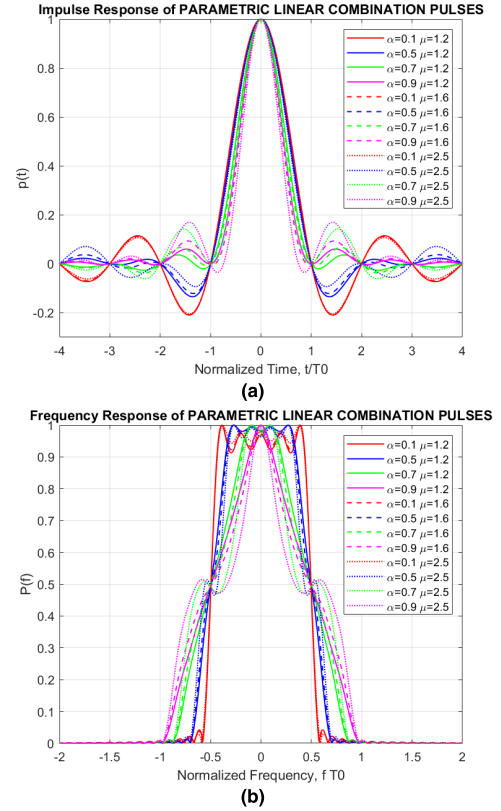 Impulse Response of PARAMETRIC LINEAR COMBINATION PULSES
1
0.8
0.6
0.4
0.2
0
-0.2
p(t)
α=0.1 μ=1.2
α=0.5 μ=1.2
α=0.7 μ=1.2
α=0.9 μ=1.2
α=0.1 μ=1.6
α=0.5 μ=1.6
α=0.7 μ=1.6
α=0.9 μ=1.6
α=0.1 μ=2.5
α=0.5 μ=2.5
α=0.7 μ=2.5
α=0.9 μ=2.5
-4 -3 -2 -1 0 1 2 3 4
Normalized Time, t/T0
(a)
Frequency Response of PARAMETRIC LINEAR COMBINATION PULSES
1
0.9
0.8
0.7
0.6
0.5
0.4
0.3
0.2
0.1
0
P(f)
α=0.1 μ=1.2
α=0.5 μ=1.2
α=0.7 μ=1.2
α=0.9 μ=1.2
α=0.1 μ=1.6
α=0.5 μ=1.6
α=0.7 μ=1.6
α=0.9 μ=1.6
α=0.1 μ=2.5
α=0.5 μ=2.5
α=0.7 μ=2.5
α=0.9 μ=2.5
-2 -1.5 -1 -0.5 0 0.5 1 1.5 2
Normalized Frequency, f T0
(b)